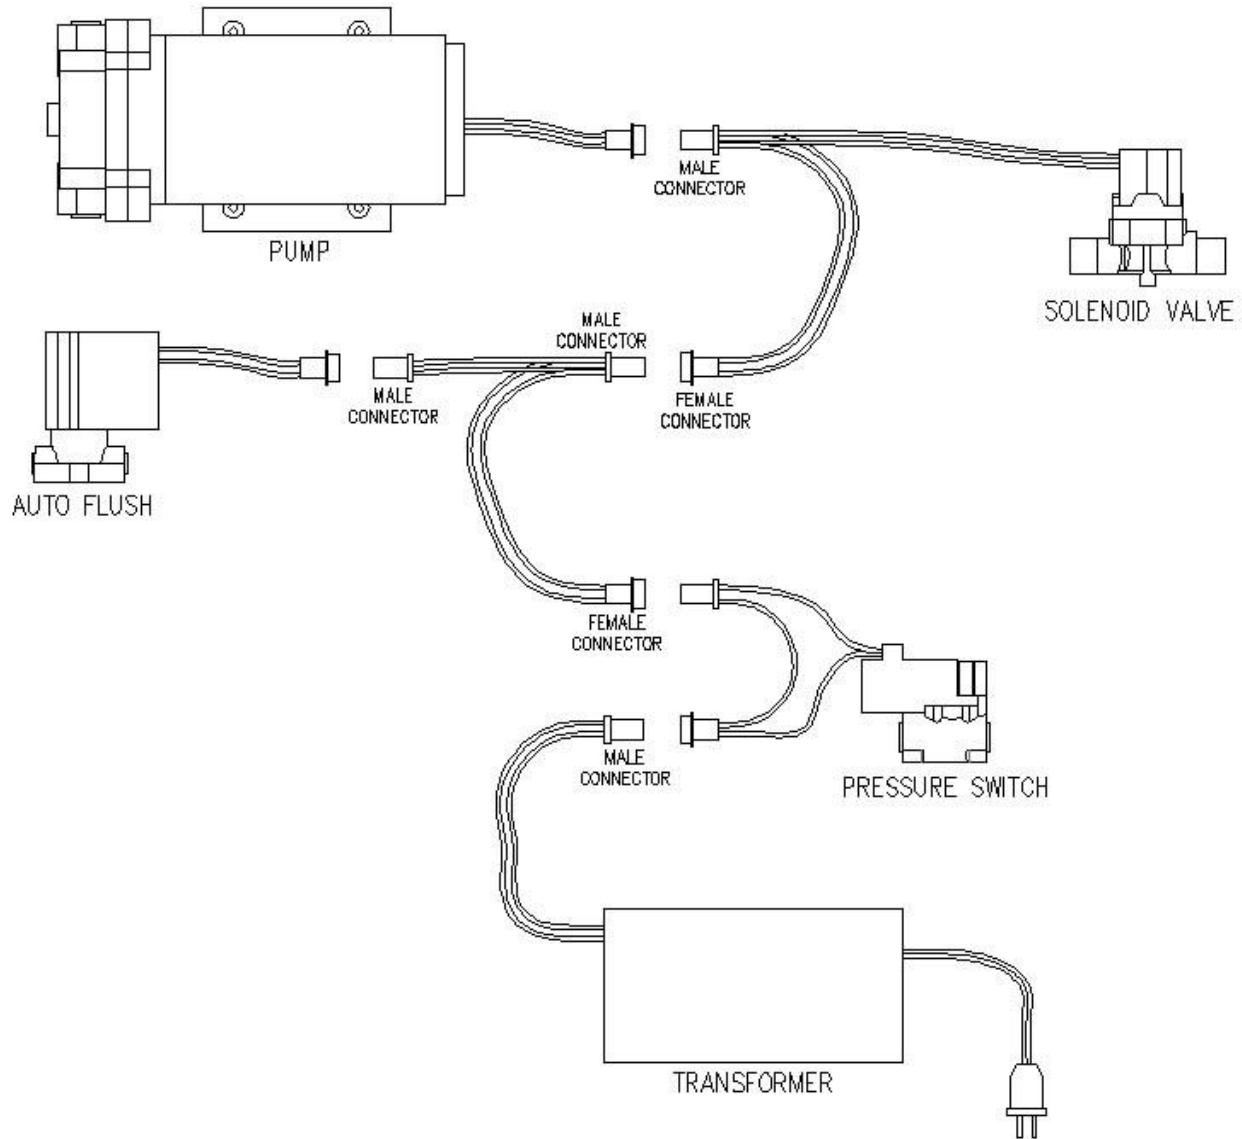 MALE
CONNECTOR
PUMP
SOLENOID VALVE
MALE
CONNECTOR
MALE
CONNECTOR
FEMALE
CONNECTOR
AUTO FLUSH
FEMALE
CONNECTOR
MALE
CONNECTOR
PRESSURE SWITCH
TRANSFORMER